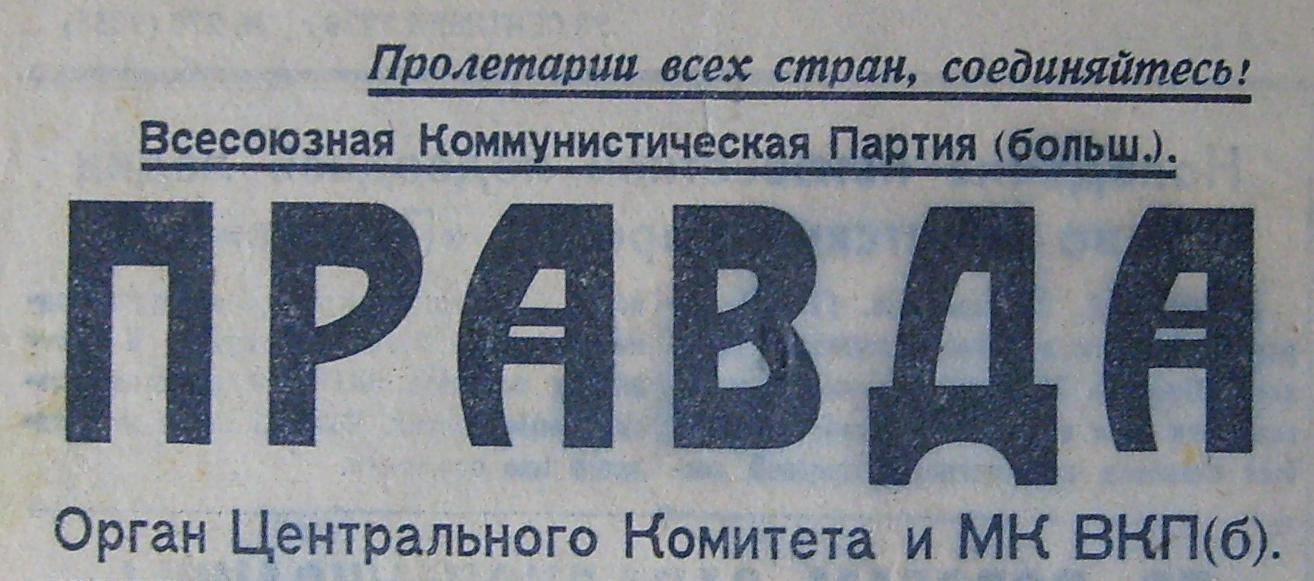 Пролетарии всех стран, соединяйтесь!
Всесоюзная Коммунистическая Партия (больш.).
ПРАВДА
Орган Центрального Комитета и МК ВКП(б).